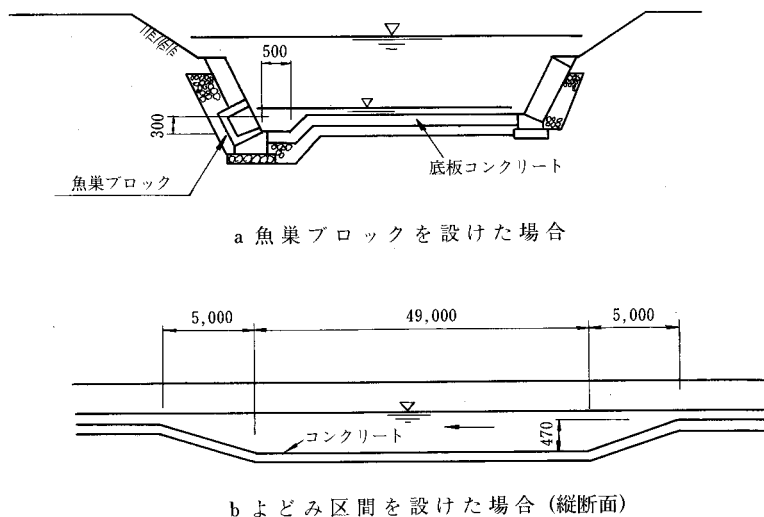 500
300
魚巣ブロック
底板コンクリート
a 魚巣ブロックを設けた場合
5,000 49,000 5,000
コンクリート
470
b よどみ区間を設けた場合 (縦断面)